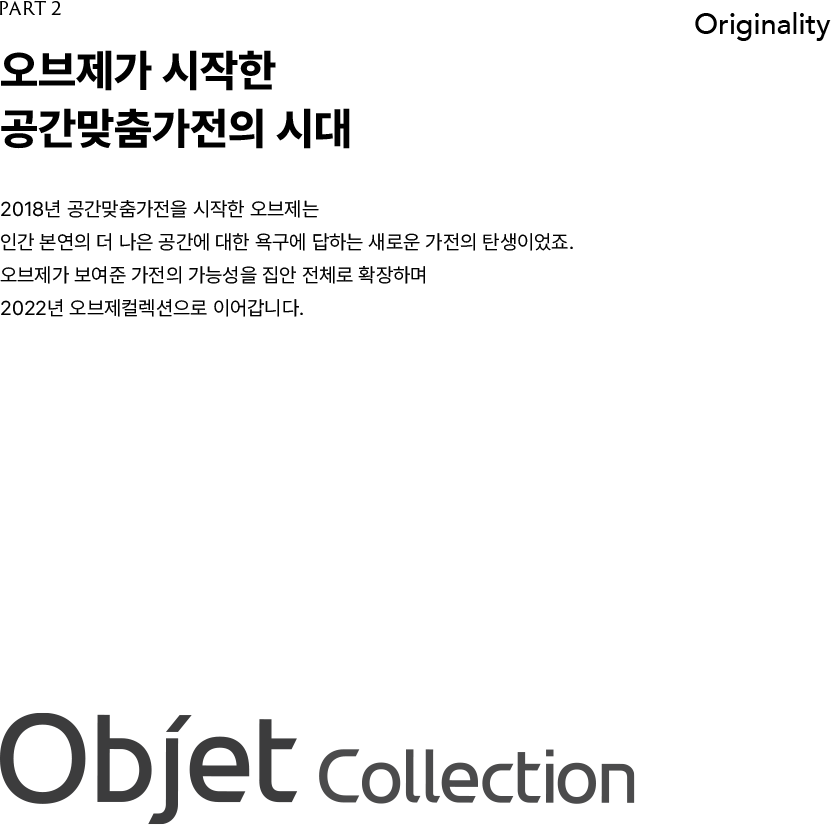 PART 2
Originality
오브제가 시작한
공간맞춤가전의 시대
2018년 공간맞춤가전을 시작한 오브제는
인간 본연의 더 나은 공간에 대한 욕구에 답하는 새로운 가전의 탄생이었죠.
오브제가 보여준 가전의 가능성을 집안 전체로 확장하며
2022년 오브제컬렉션으로 이어갑니다.
Objet Collection